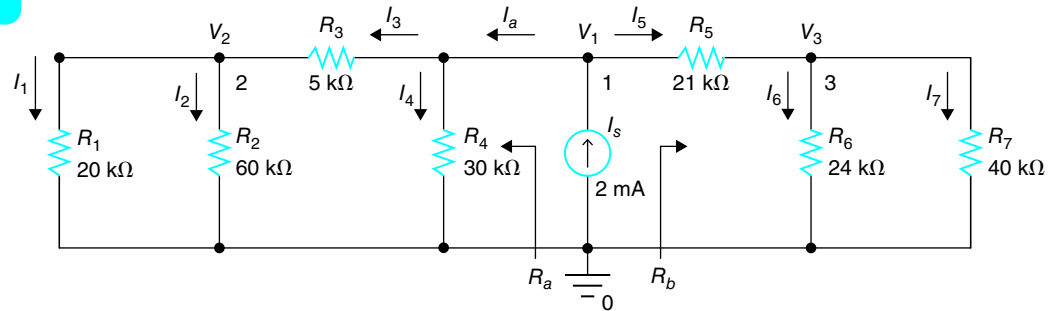 I₃ Iₐ I₅
V₂ R₃ V₁ R₅ V₃
I₁ I₂ 2 5 kΩ I₄ 1 21 kΩ I₆ 3 I₇
R₁ R₂ R₄ Iₛ R₆ R₇
20 kΩ 60 kΩ 30 kΩ 2 mA 24 kΩ 40 kΩ
Rₐ R_b
0